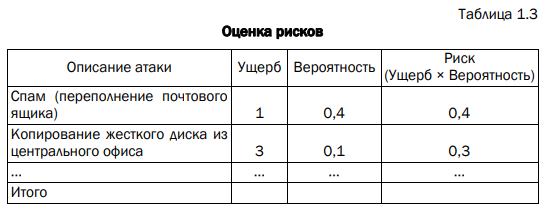 Таблица 1.3
Оценка рисков
Описание атаки Ущерб Вероятность Риск
(Ущерб × Вероятность)
Спам (переполнение почтового
ящика) 1 0,4 0,4
Копирование жесткого диска из
центрального офиса 3 0,1 0,3
... ... ... ...
Итого